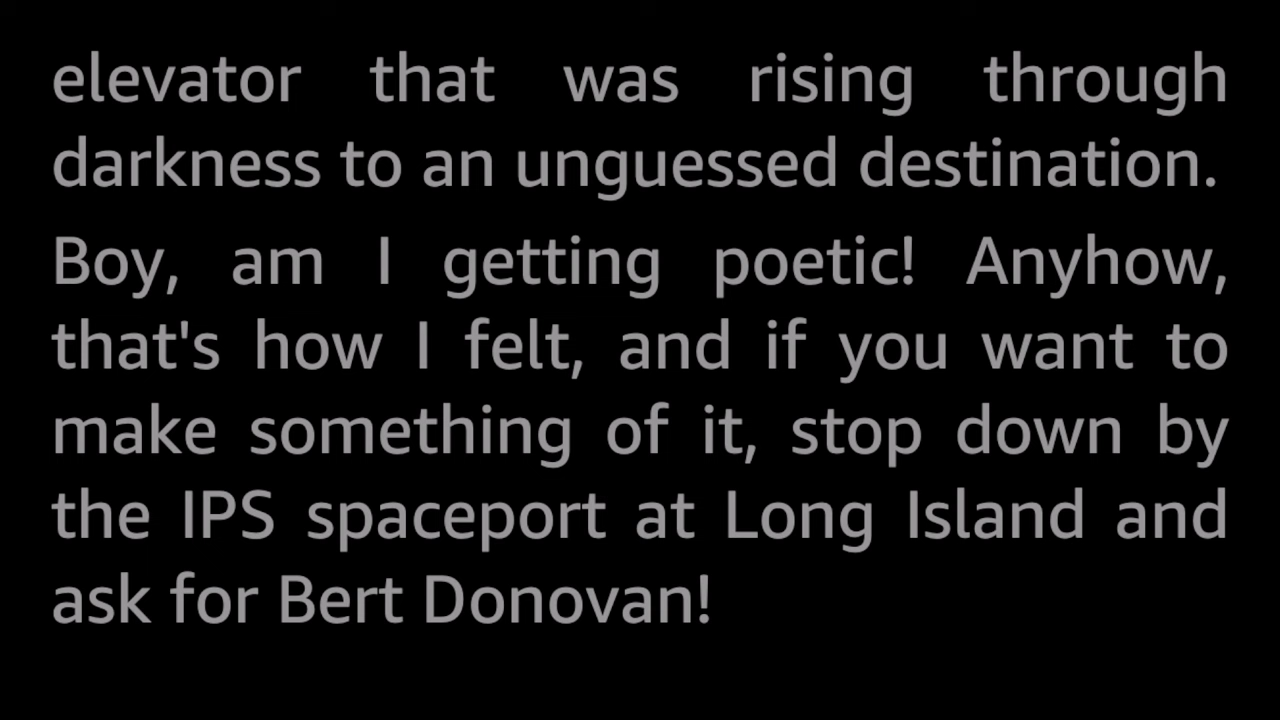 elevator that was rising through
darkness to an unguessed destination.
Boy, am I getting poetic! Anyhow,
that's how I felt, and if you want to
make something of it, stop down by
the IPS spaceport at Long Island and
ask for Bert Donovan!